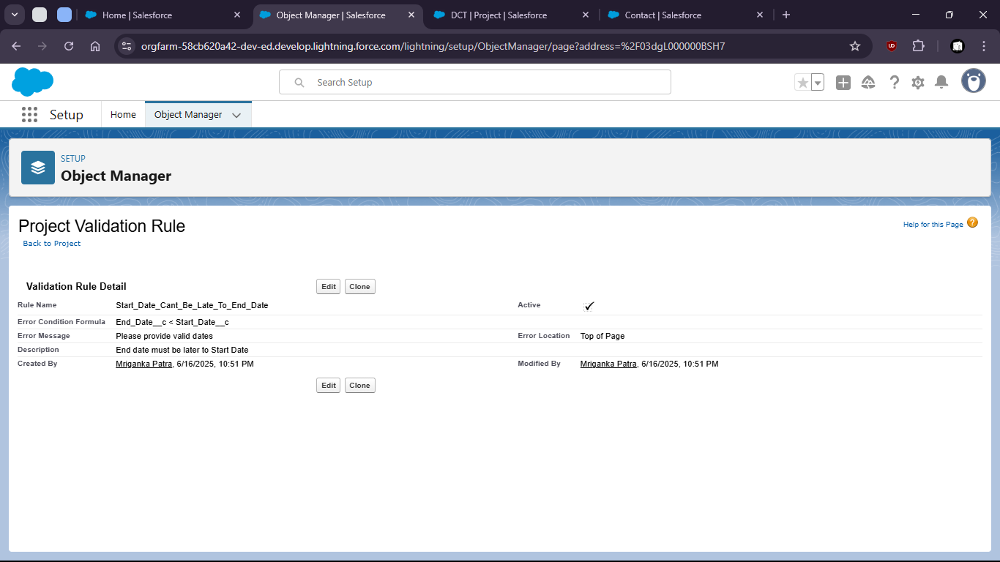 Home | Salesforce
Object Manager | Salesforce
DCT | Project | Salesforce
Contact | Salesforce
orgfarm-58cb620a42-dev-ed.develop.lightning.force.com/lightning/setup/ObjectManager/page?address=%2F03dgL000000BSH7
Search Setup
Setup Home Object Manager
SETUP
Object Manager
Project Validation Rule
Help for this Page ?
Back to Project
Validation Rule Detail Edit Clone
Rule Name Start_Date_Cant_Be_Late_To_End_Date Active
Error Condition Formula End_Date__c < Start_Date__c
Error Message Please provide valid dates Error Location Top of Page
Description End date must be later to Start Date
Created By Mriganka Patra, 6/16/2025, 10:51 PM Modified By Mriganka Patra, 6/16/2025, 10:51 PM
Edit Clone